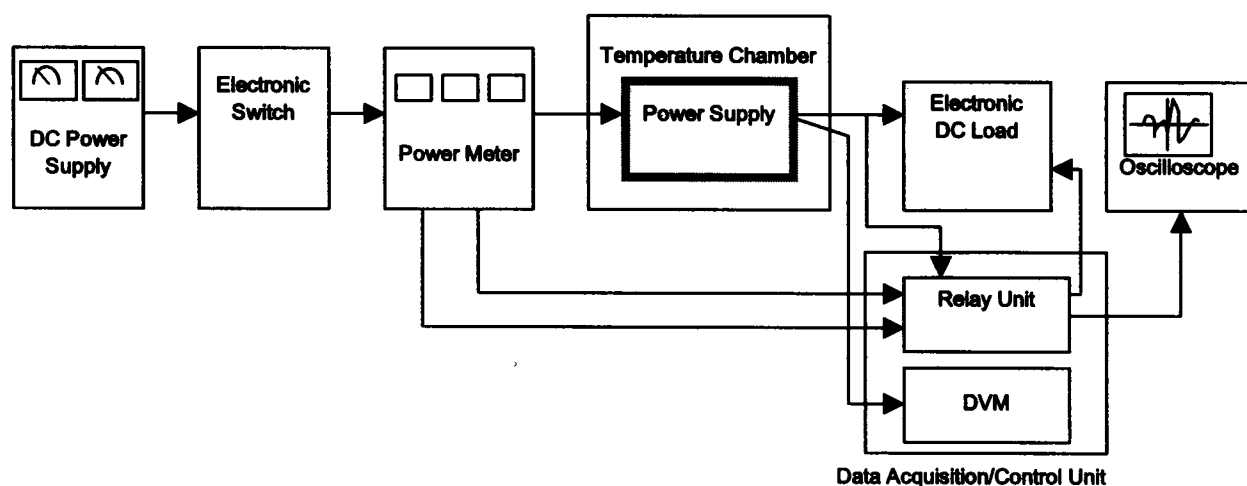 DC Power
Supply
Electronic
Switch
Power Meter
Temperature Chamber
Power Supply
Electronic
DC Load
Oscilloscope
Relay Unit
DVM
Data Acquisition/Control Unit